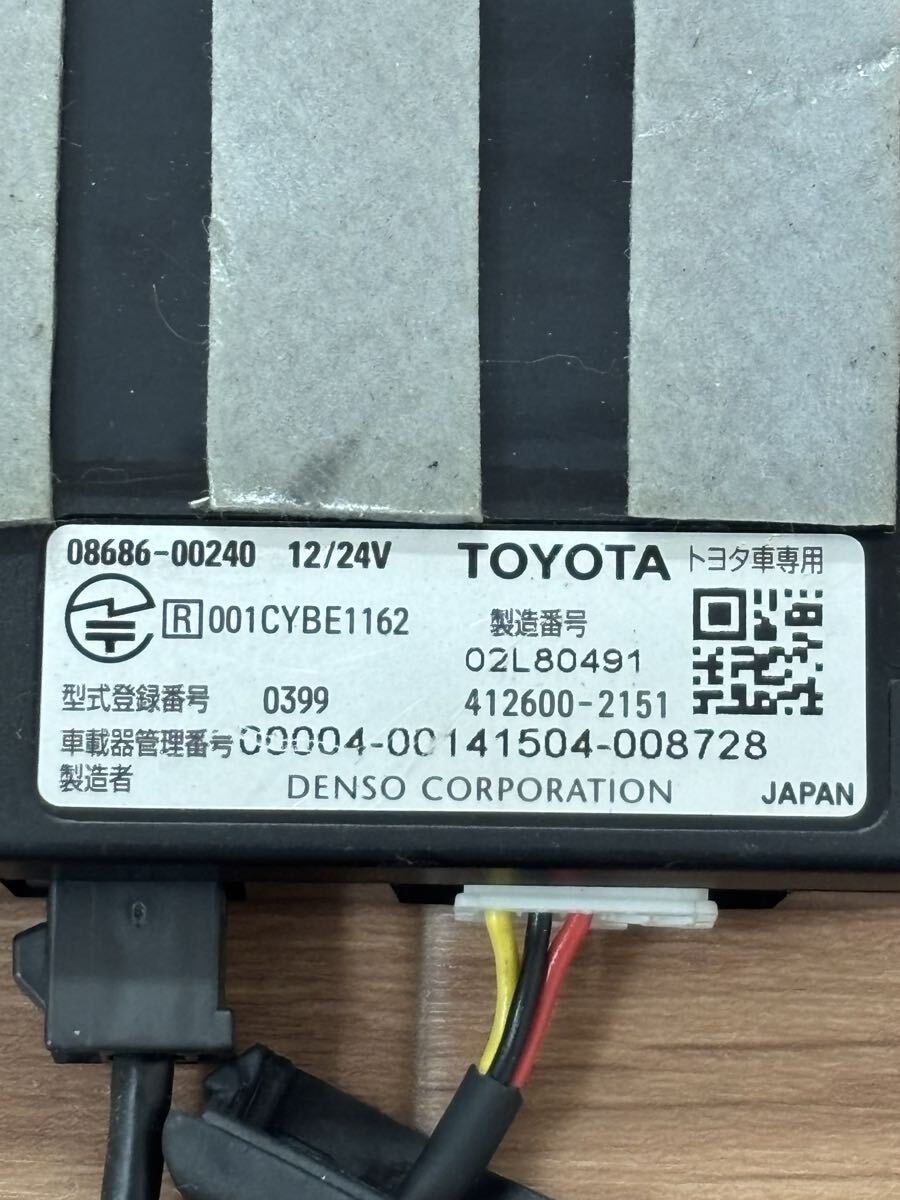 08686-00240 12/24V TOYOTA トヨタ車専用
R 001CYBE1162 製造番号
02L80491
型式登録番号 0399 412600-2151
車載器管理番号 00004-00141504-008728
製造者 DENSO CORPORATION JAPAN